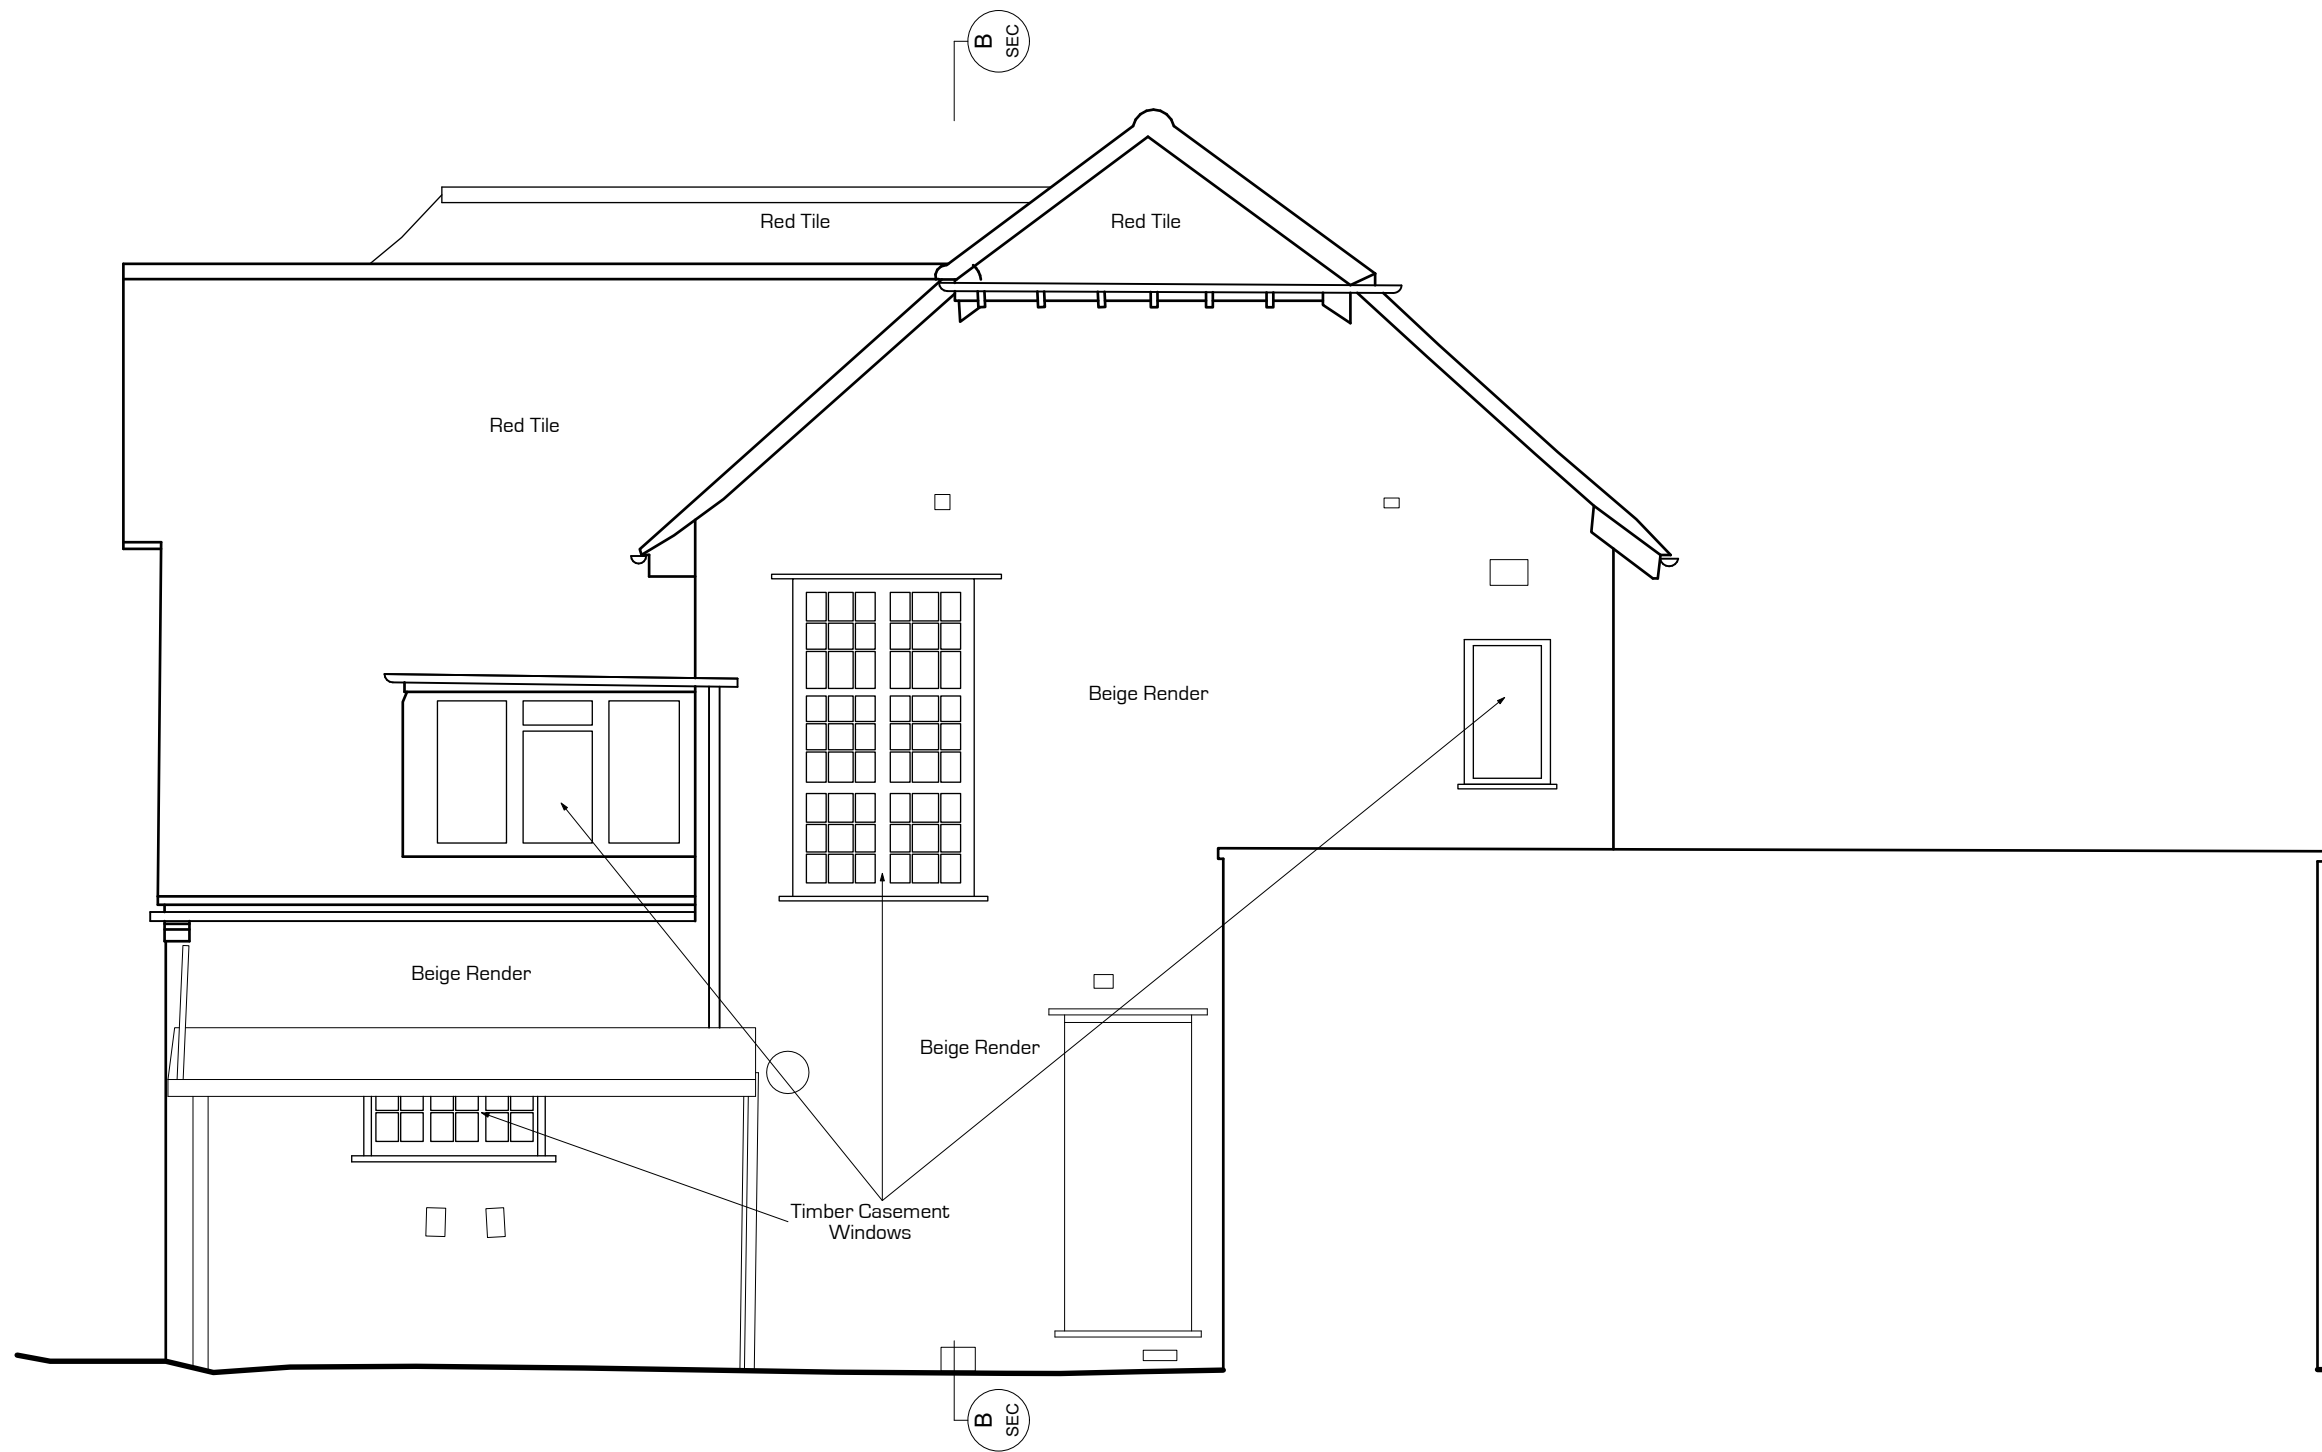 B
SEC
Red Tile
Red Tile
Red Tile
Beige Render
Beige Render
Beige Render
Timber Casement
Windows
B
SEC